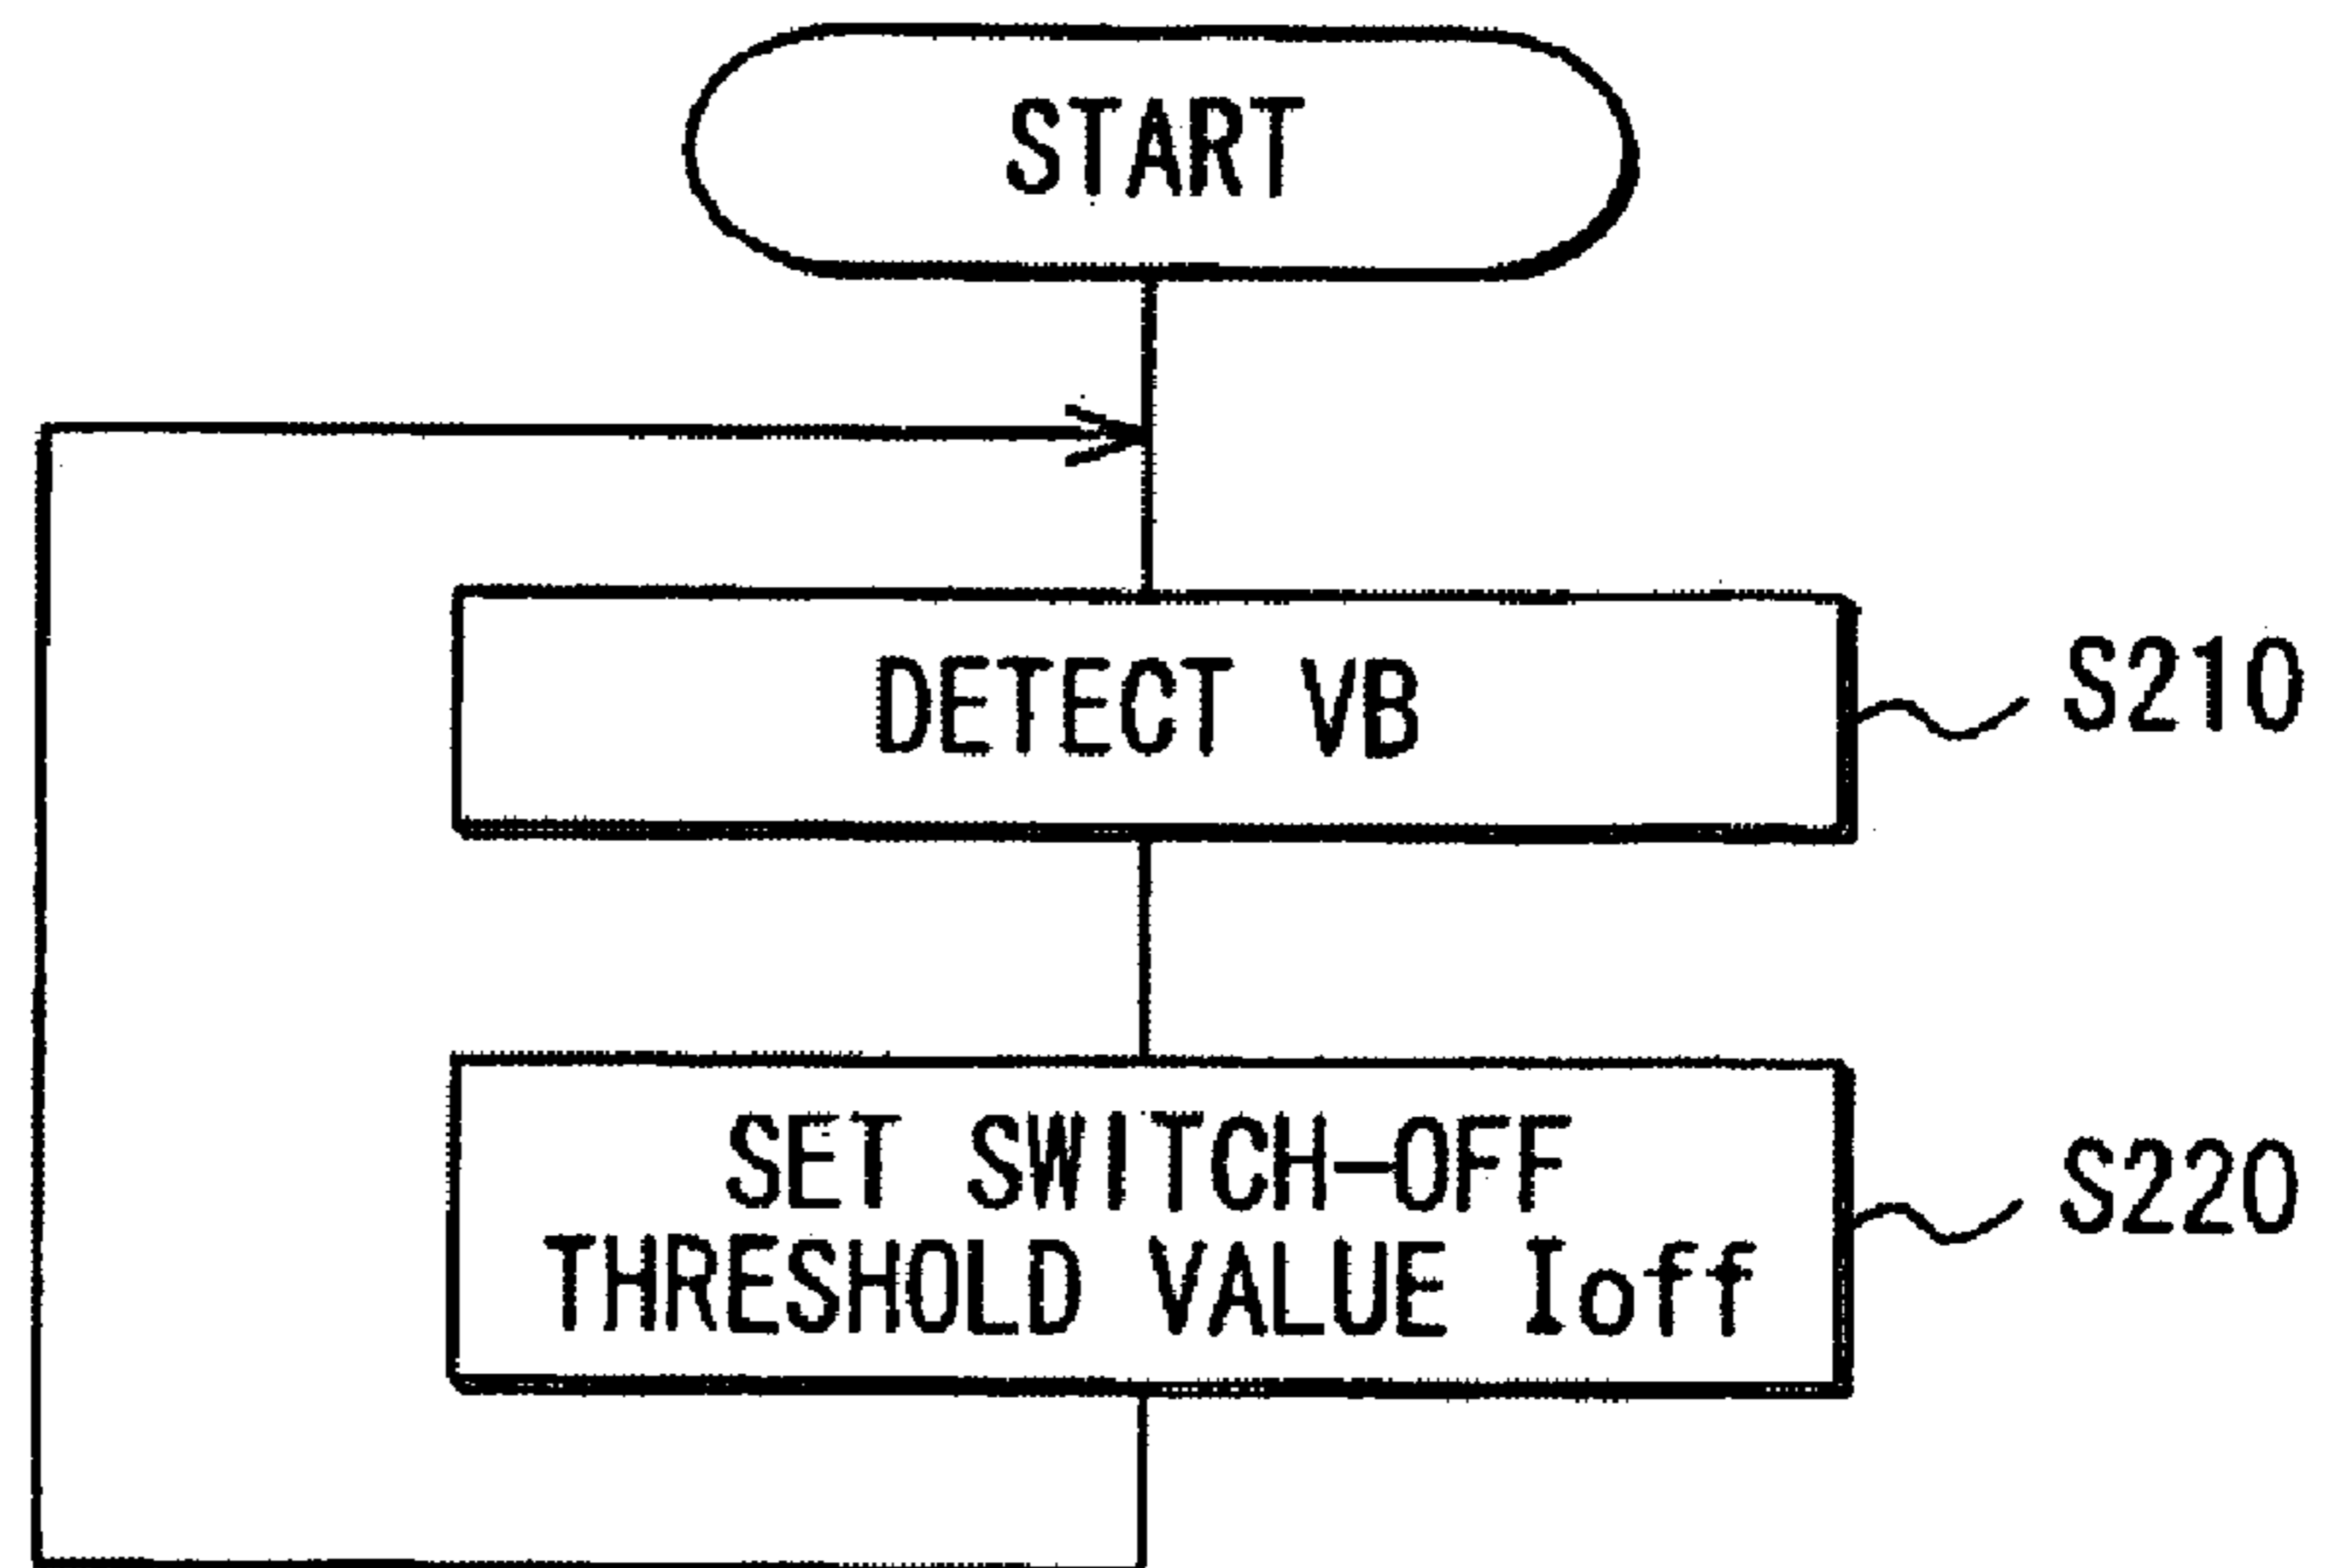 START
DETECT VB
S210
SET SWITCH-OFF
THRESHOLD VALUE Ioff
S220